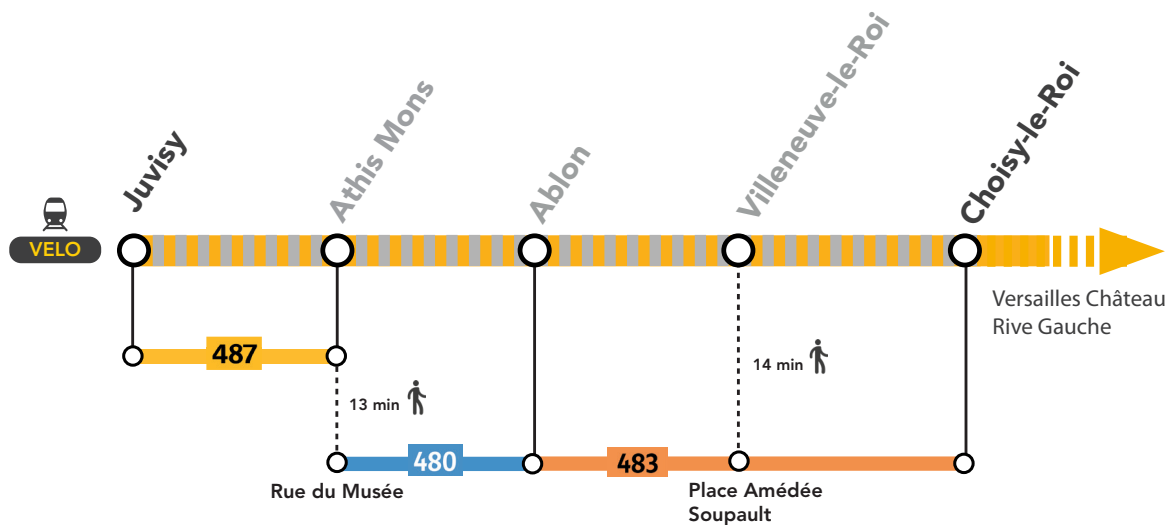 Juvisy
Athis Mons
Ablon
Villeneuve-le-Roi
Choisy-le-Roi
VELO
Versailles Château
Rive Gauche
487
14 min
13 min
480
483
Rue du Musée
Place Amédée
Soupault